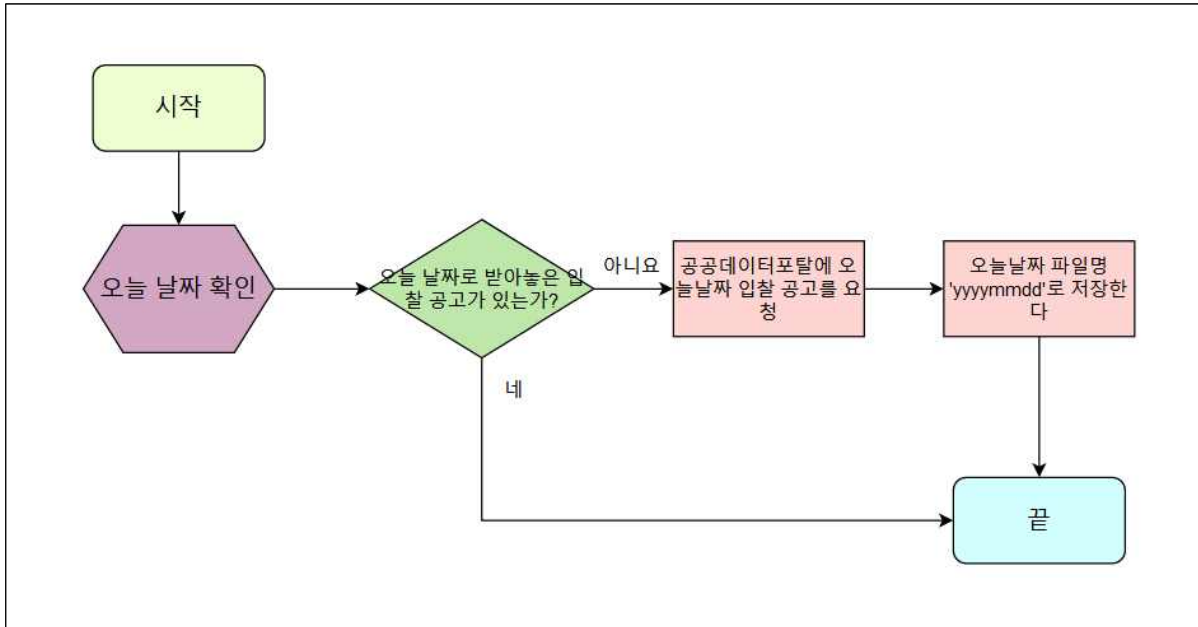 시작
오늘 날짜 확인
오늘 날짜로 받아놓은 입
찰 공고가 있는가?
아니요
네
공공데이터포탈에 오
늘날짜 입찰 공고를 요
청
오늘날짜 파일명
'yyyymmdd'로 저장한
다
끝